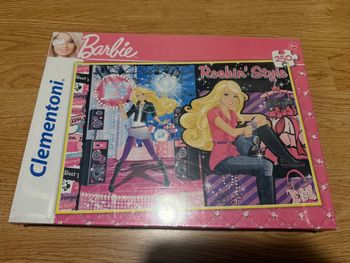 Barbie
Rockin' Style
250
Clementoni